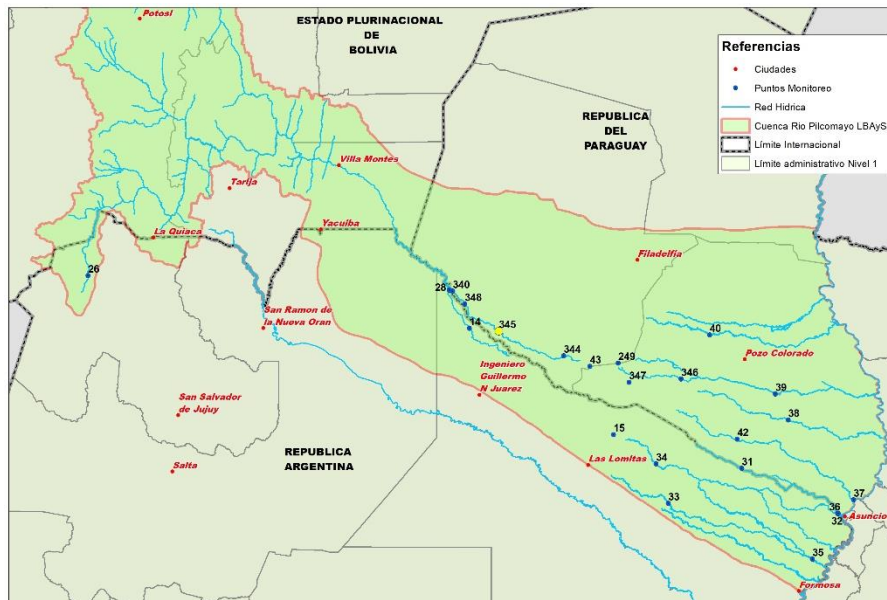 Potosí
ESTADO PLURINACIONAL
DE
BOLIVIA
Referencias
Ciudades
Puntos Monitoreo
Red Hídrica
Cuenca Rio Pilcomayo LBAyS
Límite Internacional
Límite administrativo Nivel 1
REPUBLICA
DEL
PARAGUAY
Villa Montes
Tarija
Yacuiba
La Quiaca
Filadelfia
26
28
340
348
San Ramon de
la Nueva Oran
14
345
40
344
43
249
Pozo Colorado
347
346
Ingeniero
Guillermo
N Juarez
39
San Salvador
de Jujuy
38
15
42
REPUBLICA
ARGENTINA
Salta
Las Lomitas
34
31
33
37
36
32
Asuncio
35
Formosa